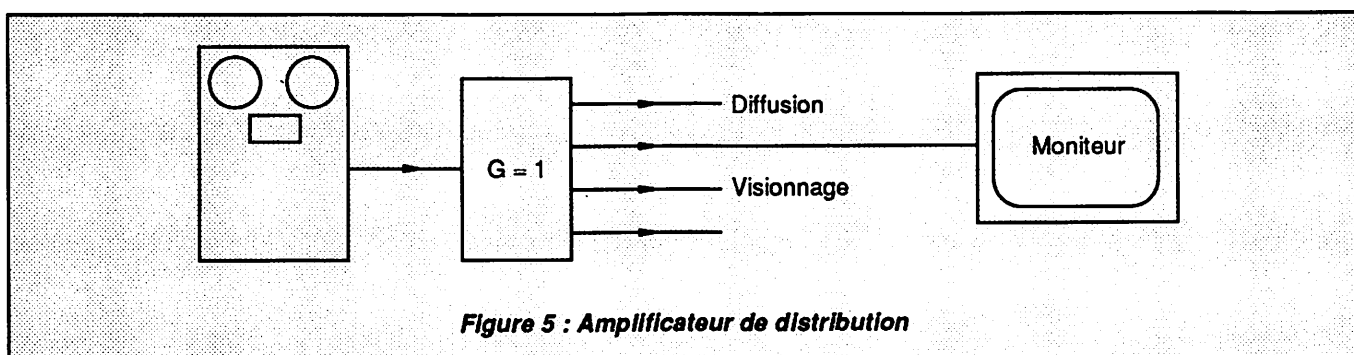 Diffusion
Moniteur
G = 1
Visionnage
Figure 5 : Amplificateur de distribution